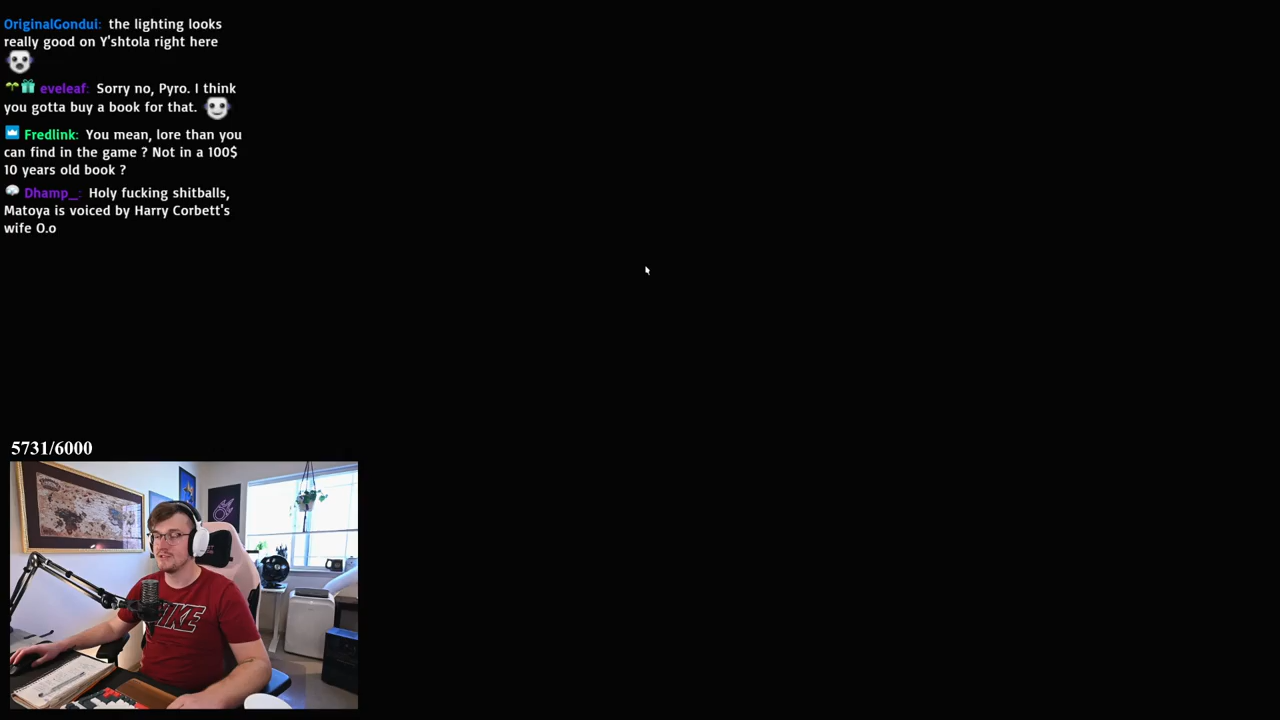 OriginalGondui: the lighting looks
really good on Y'shtola right here
eveleaf: Sorry no, Pyro. I think
you gotta buy a book for that.
Fredlink: You mean, lore than you
can find in the game ? Not in a 100$
10 years old book ?
Dhamp_: Holy fucking shitballs,
Matoya is voiced by Harry Corbett's
wife O.o
5731/6000
NIKE